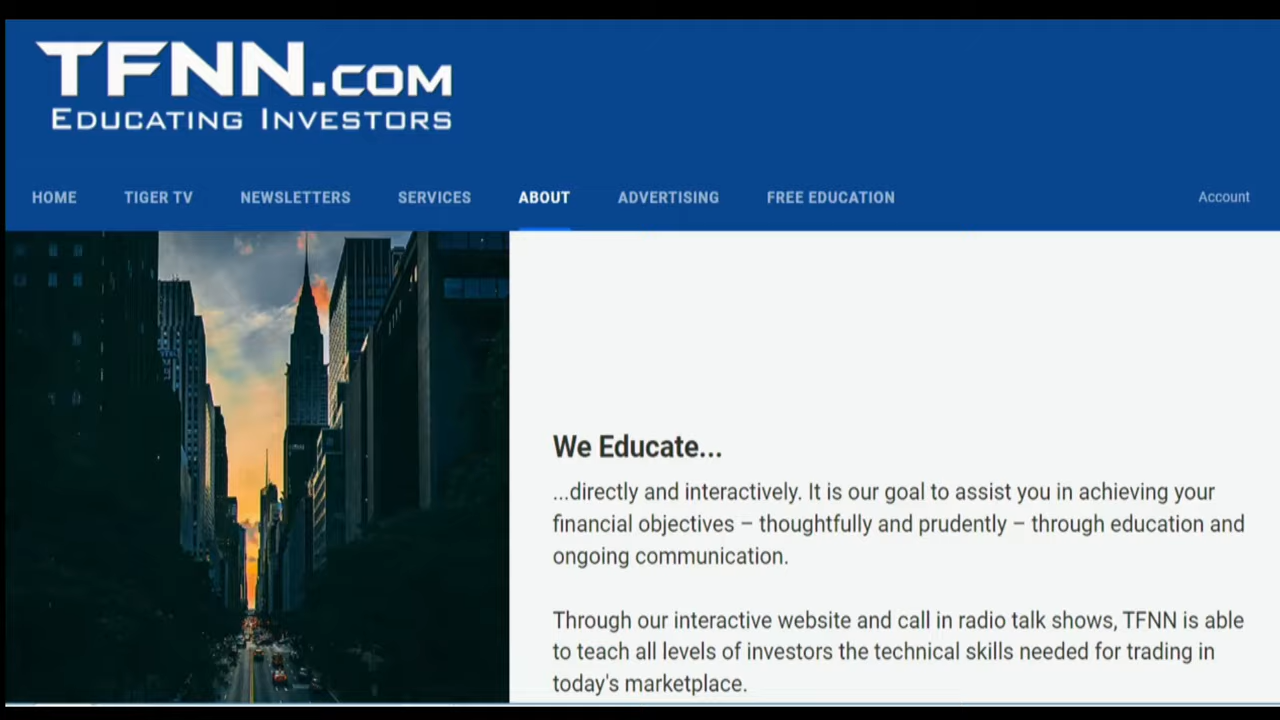 TFNN.COM
EDUCATING INVESTORS
HOME TIGER TV NEWSLETTERS SERVICES ABOUT ADVERTISING FREE EDUCATION Account
We Educate...
...directly and interactively. It is our goal to assist you in achieving your
financial objectives – thoughtfully and prudently – through education and
ongoing communication.
Through our interactive website and call in radio talk shows, TFNN is able
to teach all levels of investors the technical skills needed for trading in
today's marketplace.